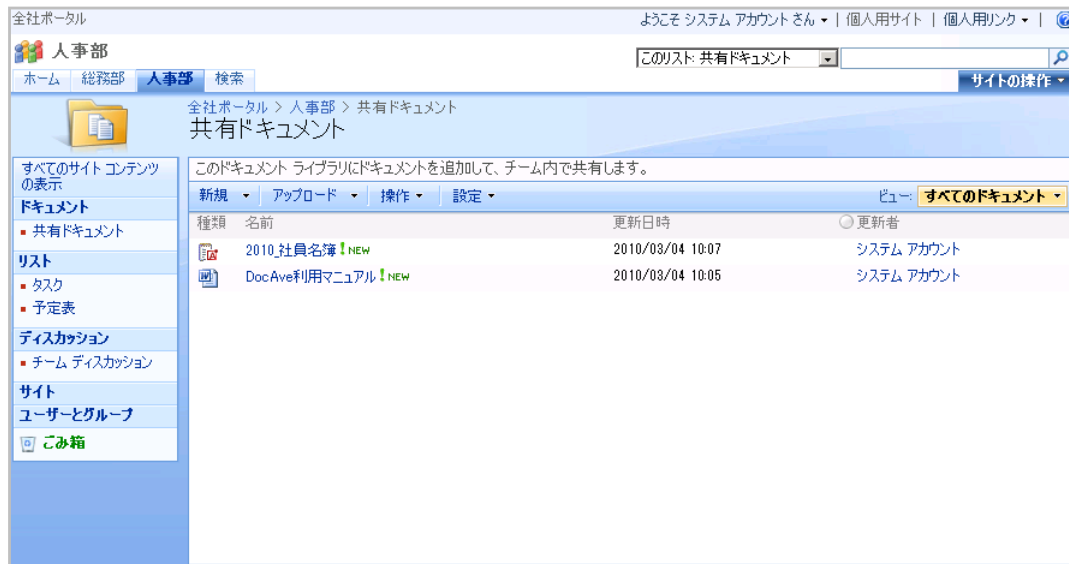 全社ポータル
ようこそ システム アカウント さん ▾ | 個人用サイト | 個人用リンク ▾ |
人事部
このリスト: 共有ドキュメント
ホーム 総務部 人事部 検索
サイトの操作 ▾
全社ポータル > 人事部 > 共有ドキュメント
共有ドキュメント
すべてのサイト コンテンツ
の表示
ドキュメント
共有ドキュメント
リスト
タスク
予定表
ディスカッション
チーム ディスカッション
サイト
ユーザーとグループ
ごみ箱
このドキュメント ライブラリにドキュメントを追加して、チーム内で共有します。
新規 ▾ アップロード ▾ 操作 ▾ 設定 ▾ ビュー: すべてのドキュメント ▾
種類 名前 更新日時 更新者
2010_社員名簿 ! NEW 2010/03/04 10:07 システム アカウント
DocAve利用マニュアル ! NEW 2010/03/04 10:05 システム アカウント